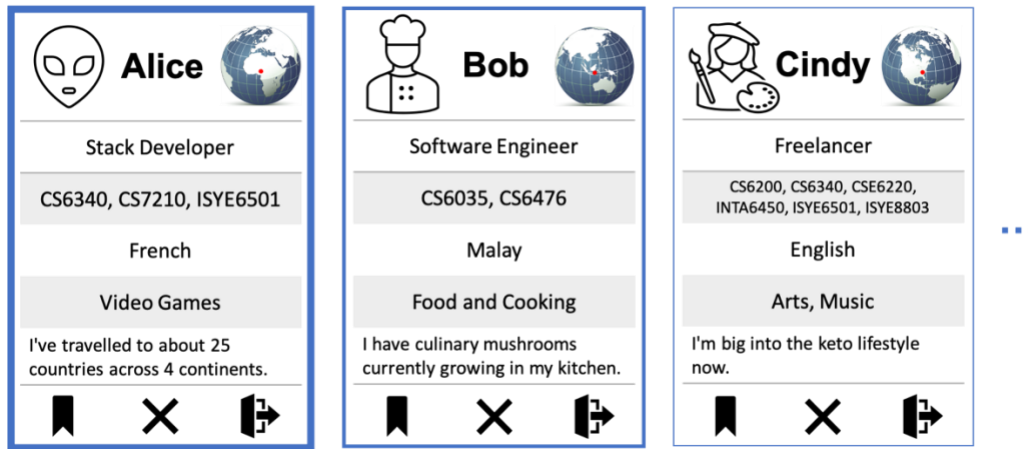 Alice
Stack Developer
CS6340, CS7210, ISYE6501
French
Video Games
I've travelled to about 25
countries across 4 continents.
Bob
Software Engineer
CS6035, CS6476
Malay
Food and Cooking
I have culinary mushrooms
currently growing in my kitchen.
Cindy
Freelancer
CS6200, CS6340, CSE6220,
INTA6450, ISYE6501, ISYE8803
English
Arts, Music
I'm big into the keto lifestyle
now.